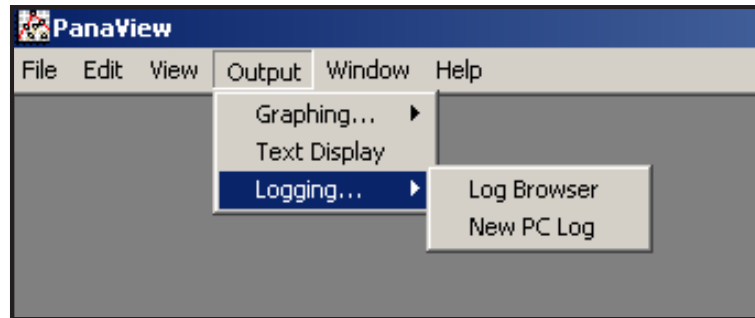 PanaView
File Edit View Output Window Help
Graphing...
Text Display
Logging...
Log Browser
New PC Log